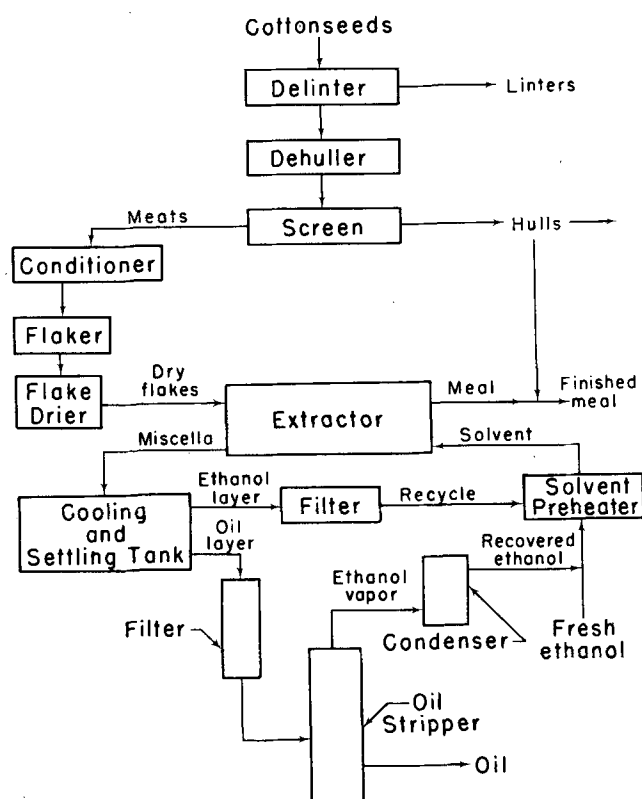 Cottonseeds
Delinter
Linters
Dehuller
Meats
Screen
Hulls
Conditioner
Flaker
Flake
Drier
Dry
flakes
Extractor
Meal
Finished
meal
Miscella
Solvent
Cooling
and
Settling Tank
Ethanol
layer
Filter
Recycle
Solvent
Preheater
Oil
layer
Recovered
ethanol
Ethanol
vapor
Filter
Condenser
Fresh
ethanol
Oil
Stripper
Oil